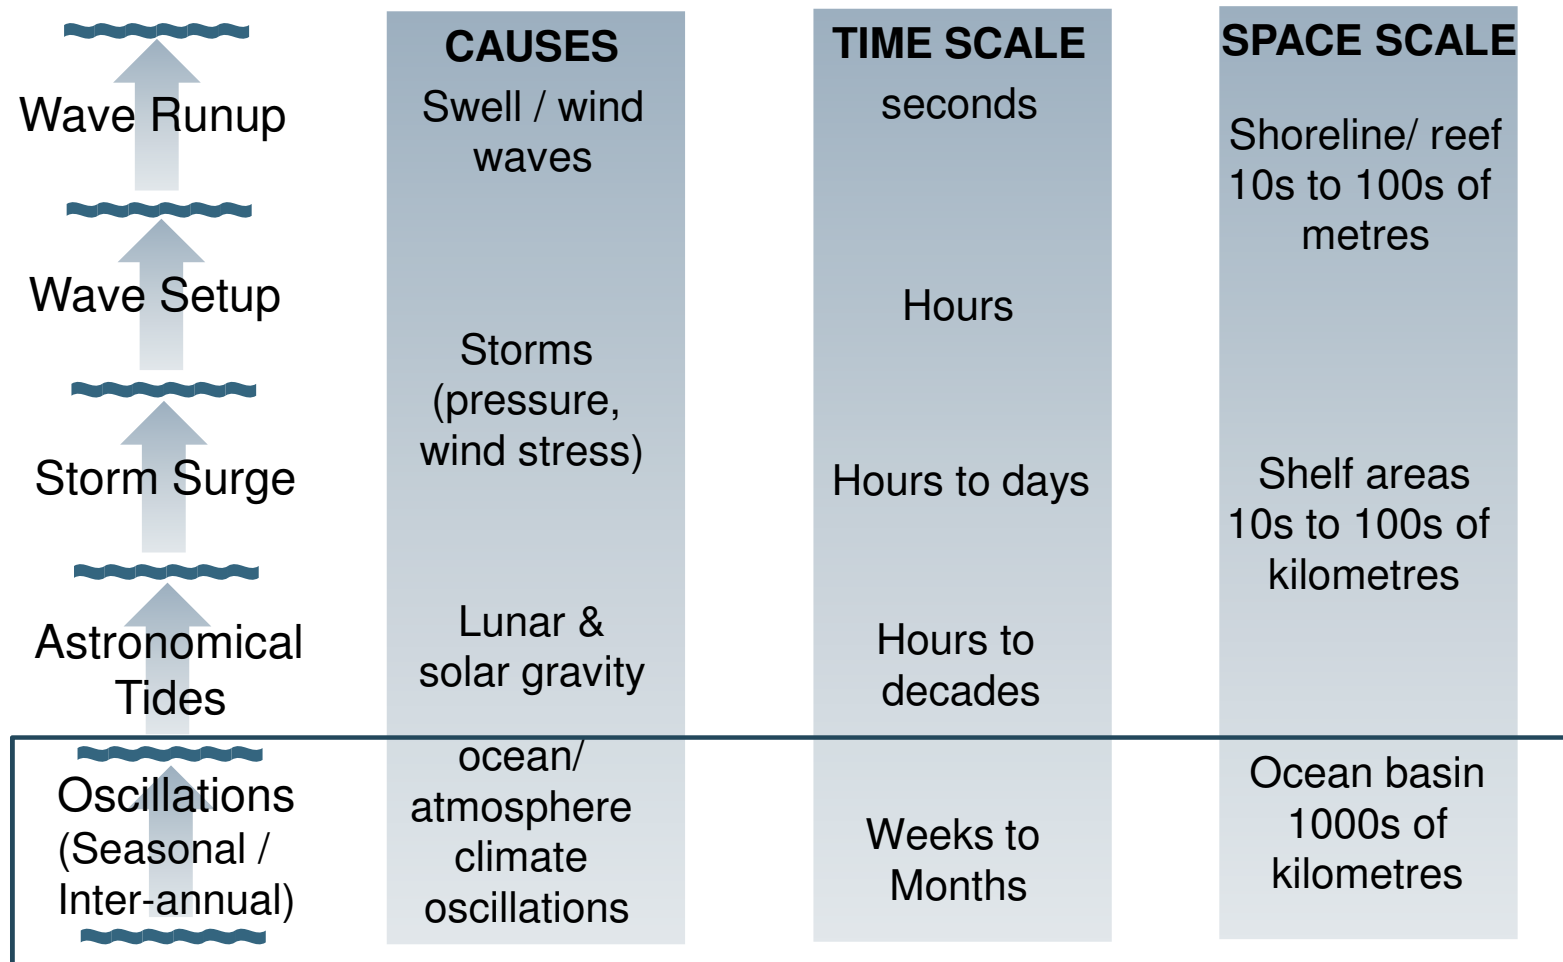 Wave Runup
Wave Setup
Storm Surge
Astronomical
Tides
Oscillations
(Seasonal /
Inter-annual)
CAUSES
Swell / wind
waves
Storms
(pressure,
wind stress)
Lunar &
solar gravity
ocean/
atmosphere
climate
oscillations
TIME SCALE
seconds
Hours
Hours to days
Hours to
decades
Weeks to
Months
SPACE SCALE
Shoreline/ reef
10s to 100s of
metres
Shelf areas
10s to 100s of
kilometres
Ocean basin
1000s of
kilometres